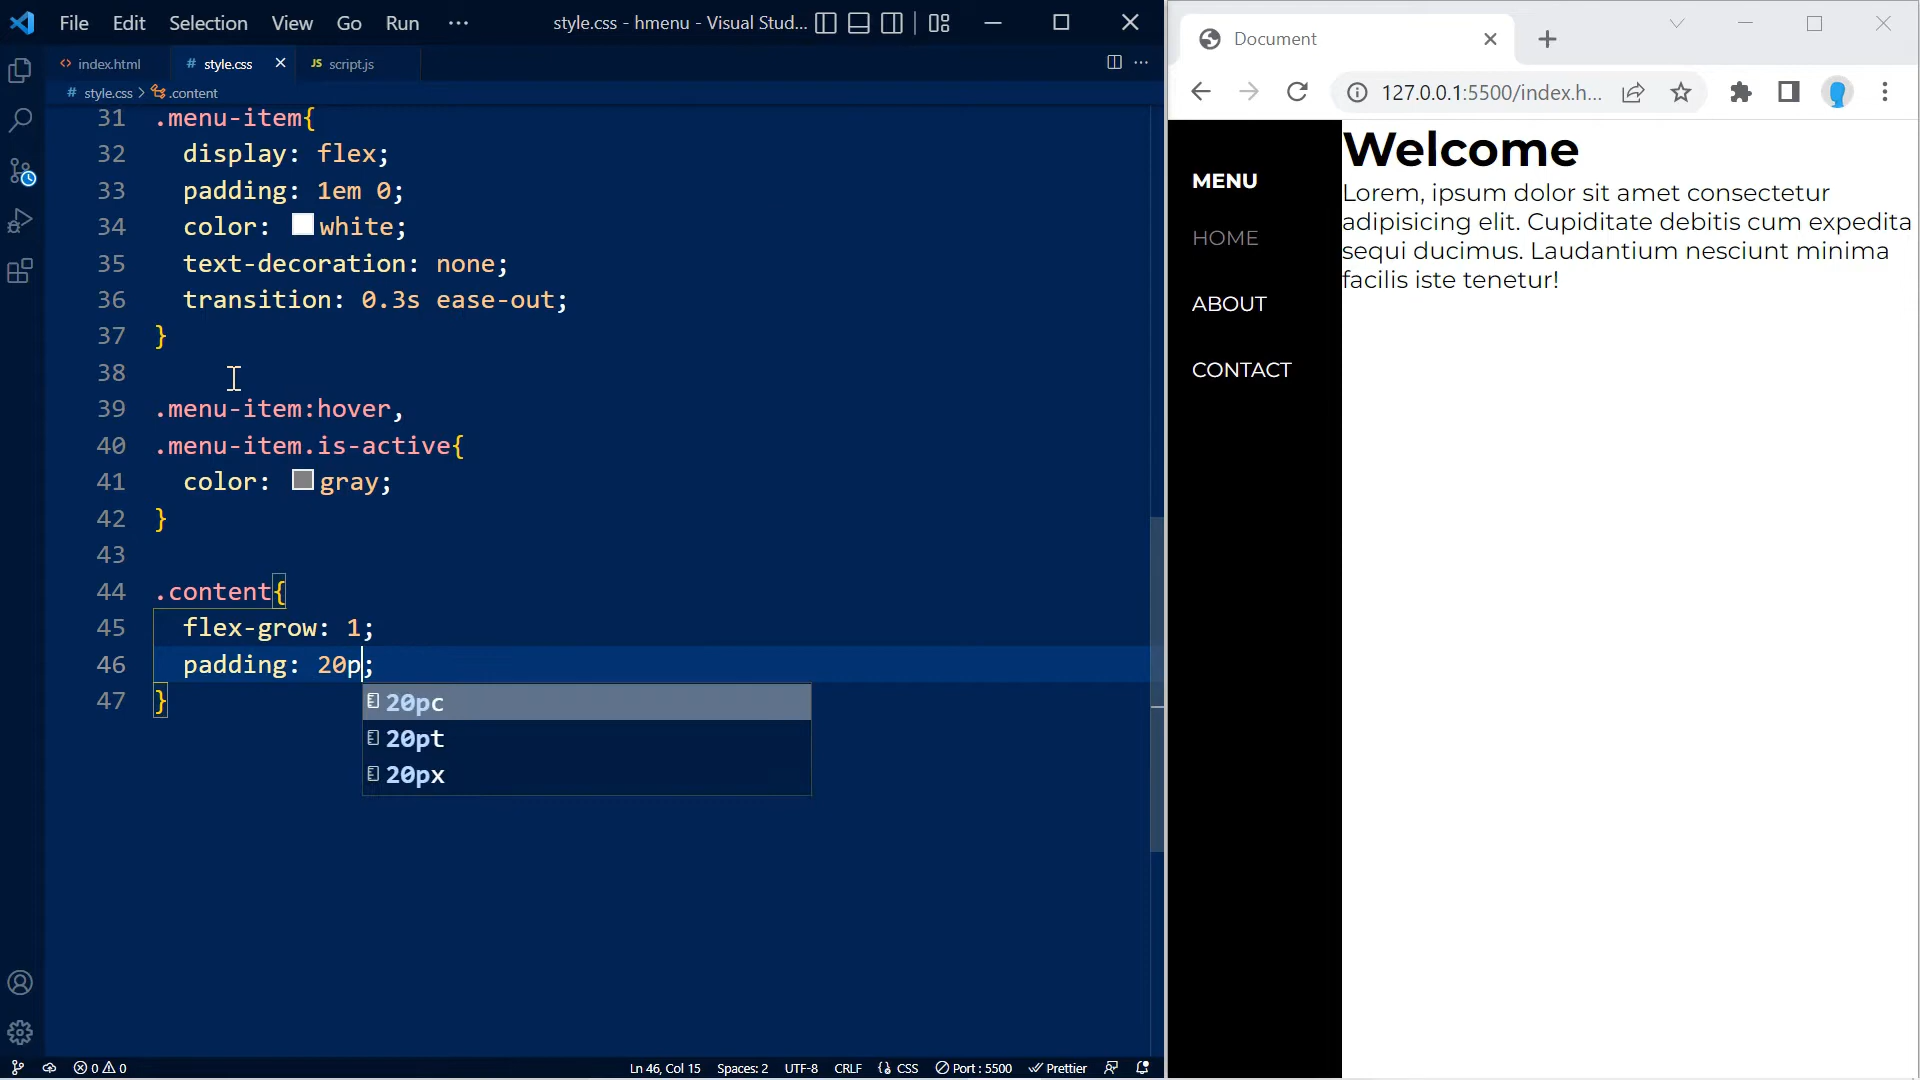 File Edit Selection View Go Run ··· style.css - hmenu - Visual Stud...
index.html # style.css JS script.js ···
# style.css > .content
31 .menu-item{
32 display: flex;
33 padding: 1em 0;
34 color: white;
35 text-decoration: none;
36 transition: 0.3s ease-out;
37 }
38
39 .menu-item:hover,
40 .menu-item.is-active{
41 color: gray;
42 }
43
44 .content{
45 flex-grow: 1;
46 padding: 20p;
47 }
20pc
20pt
20px
0 0 Ln 46, Col 15 Spaces: 2 UTF-8 CRLF CSS Port : 5500 Prettier
Document
127.0.0.1:5500/index.h...
MENU
HOME
ABOUT
CONTACT
Welcome
Lorem, ipsum dolor sit amet consectetur
adipisicing elit. Cupiditate debitis cum expedita
sequi ducimus. Laudantium nesciunt minima
facilis iste tenetur!